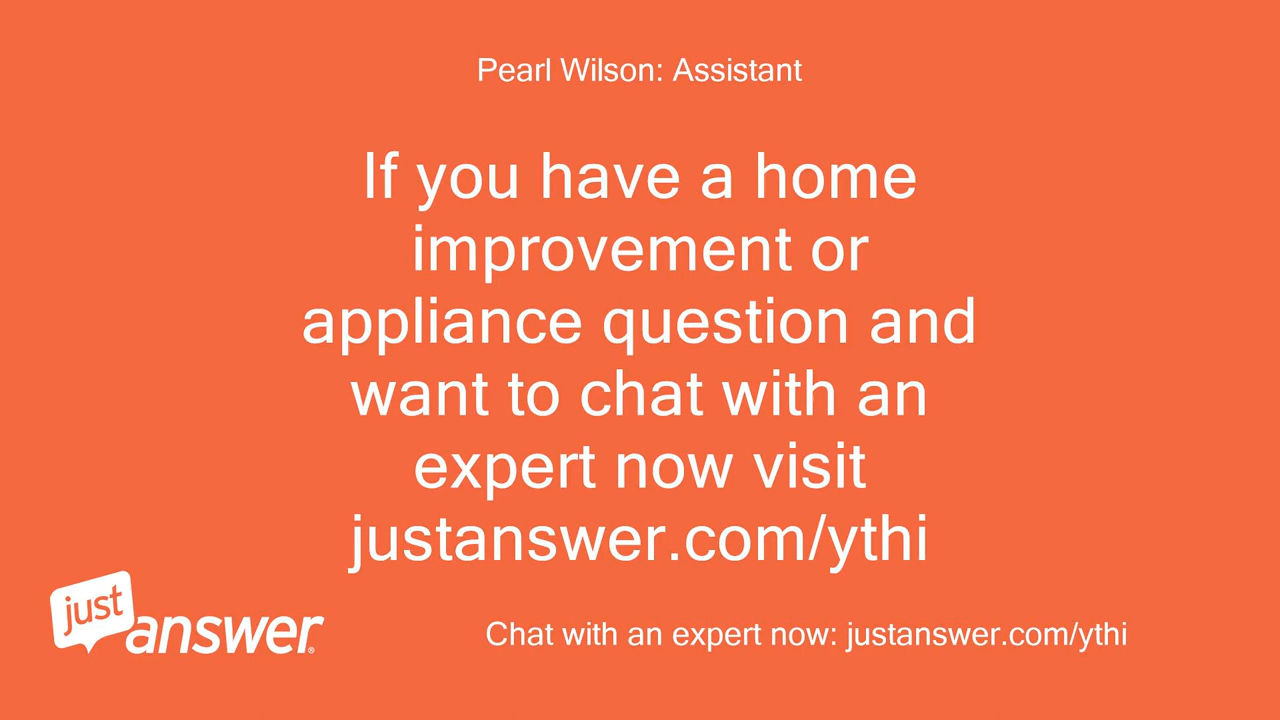 Pearl Wilson: Assistant
If you have a home
improvement or
appliance question and
want to chat with an
expert now visit
justanswer.com/ythi
just
answer®
Chat with an expert now: justanswer.com/ythi